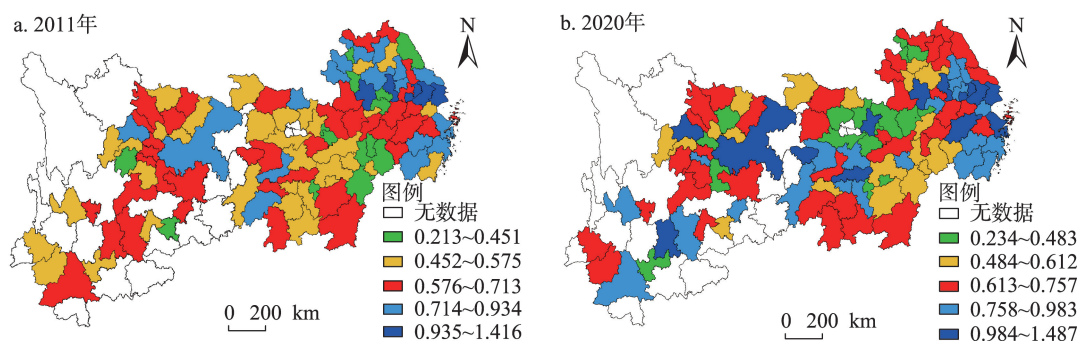 a. 2011年
N
图例
无数据
0.213~0.451
0.452~0.575
0.576~0.713
0.714~0.934
0.935~1.416
0 200 km
b. 2020年
N
图例
无数据
0.234~0.483
0.484~0.612
0.613~0.757
0.758~0.983
0.984~1.487
0 200 km